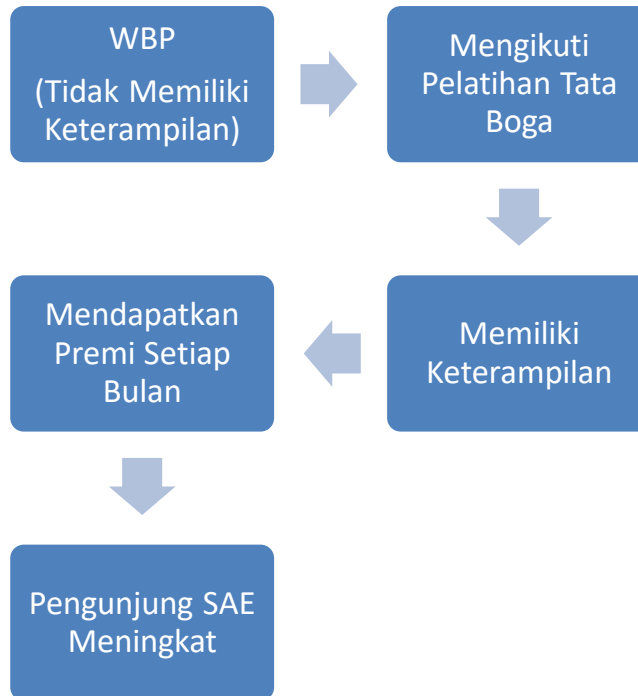 WBP
(Tidak Memiliki
Keterampilan)
Mengikuti
Pelatihan Tata
Boga
Memiliki
Keterampilan
Mendapatkan
Premi Setiap
Bulan
Pengunjung SAE
Meningkat